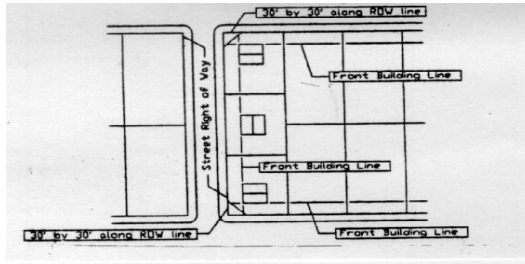 30' by 30' along ROW line
Front Building Line
Street Right of Way
Front Building Line
30' by 30' along ROW line
Front Building Line